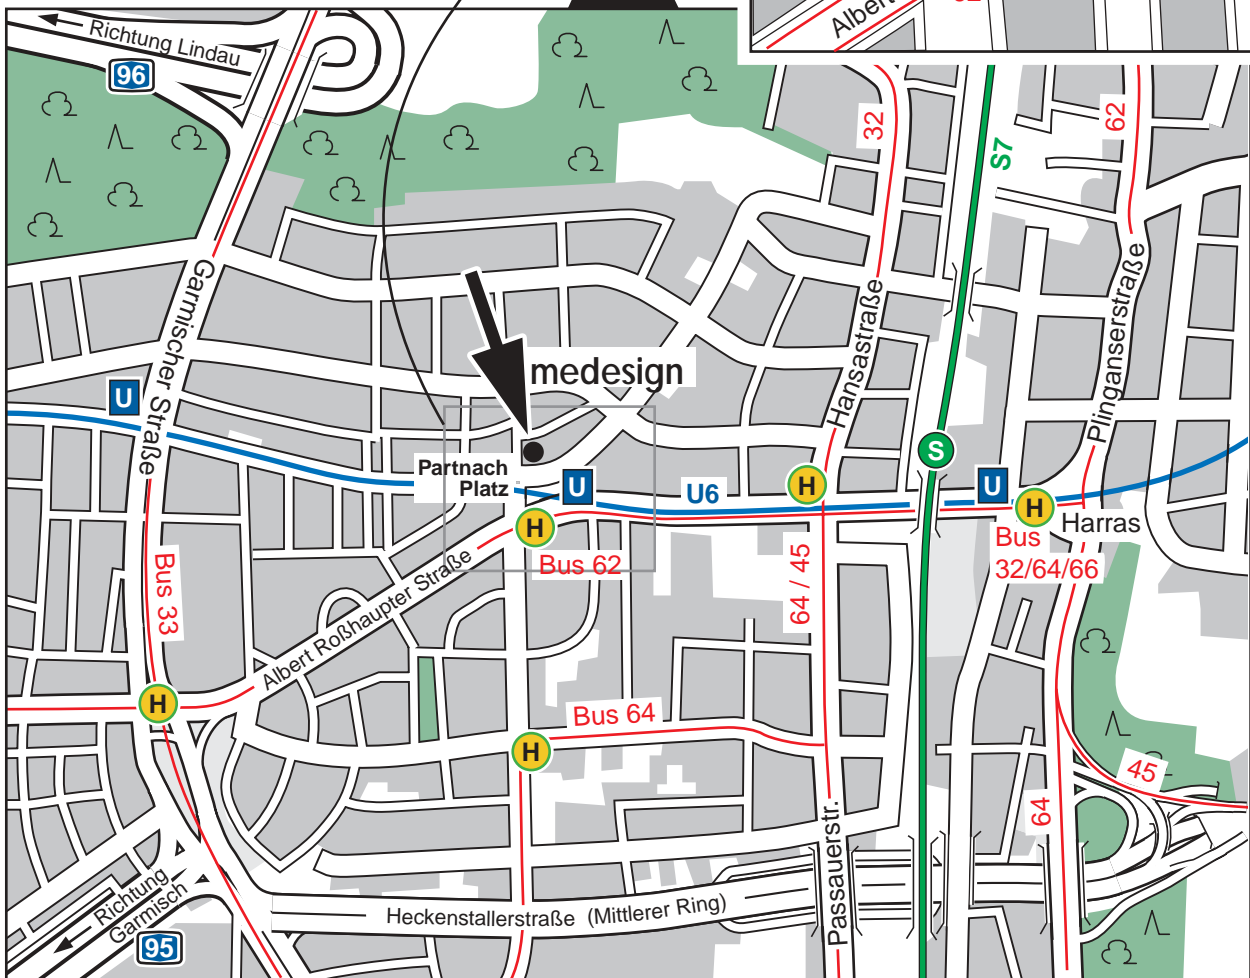 Albert
Richtung Lindau
96
32
S7
62
Garmischer Straße
Hansastraße
Plinganserstraße
medesign
U
Partnach
Platz
U
U6
H
S
U
H
Harras
H
Bus 62
Bus
32/64/66
64 / 45
Bus 33
Albert Roßhaupter Straße
H
Bus 64
H
45
64
Passauerstr.
Richtung
Garmisch
95
Heckenstallerstraße (Mittlerer Ring)